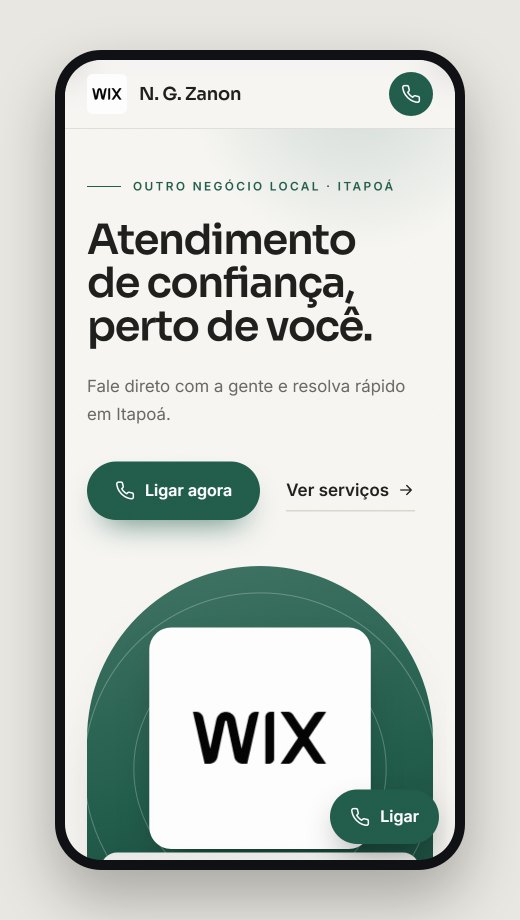 WIX N. G. Zanon
OUTRO NEGÓCIO LOCAL · ITAPOÁ
Atendimento
de confiança,
perto de você.
Fale direto com a gente e resolva rápido
em Itapoá.
Ligar agora
Ver serviços →
WIX
Ligar